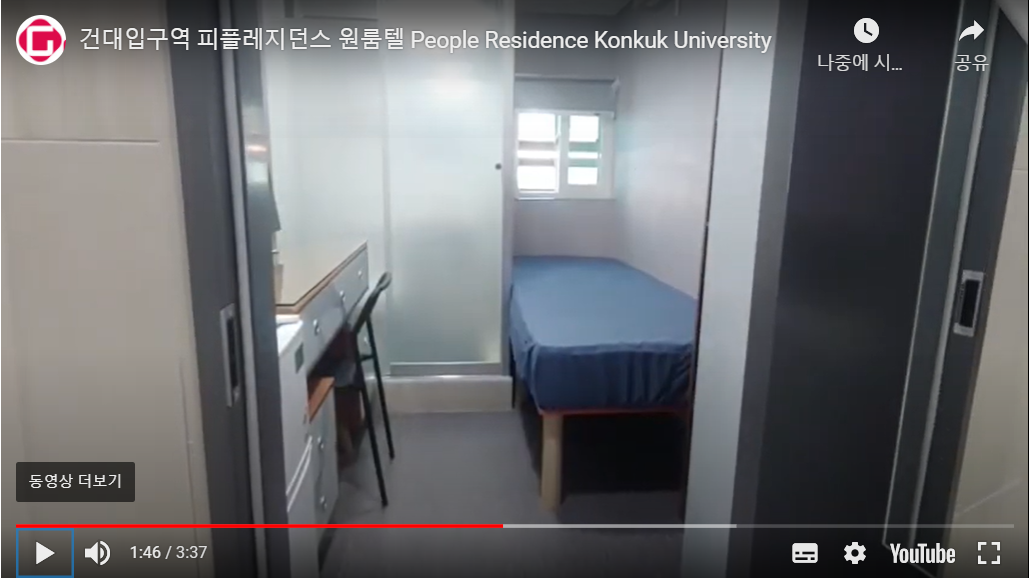 건대입구역 피플레지던스 원룸텔 People Residence Konkuk University
나중에 시...
공유
동영상 더보기
1:46 / 3:37
YouTube